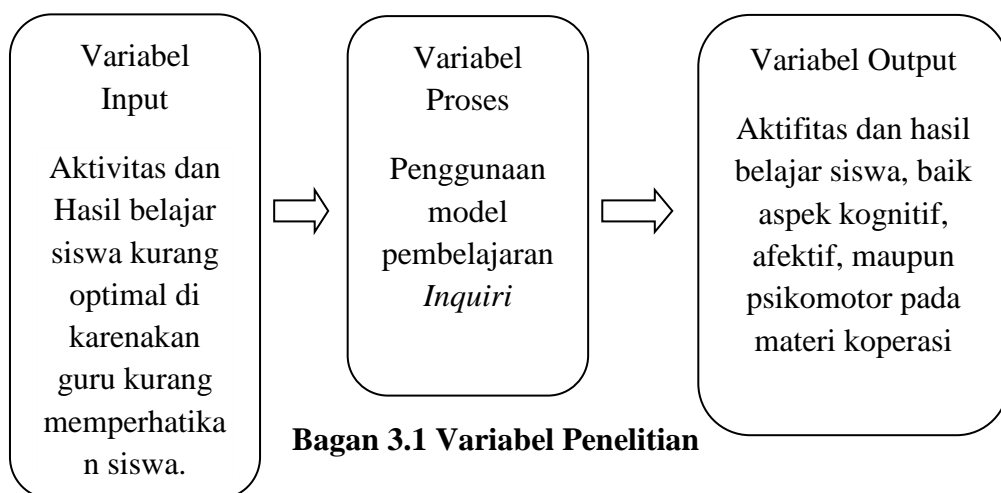 Variabel
Input
Aktivitas dan
Hasil belajar
siswa kurang
optimal di
karenakan
guru kurang
memperhatika
n siswa.
Variabel
Proses
Penggunaan
model
pembelajaran
Inquiri
Variabel Output
Aktifitas dan hasil
belajar siswa, baik
aspek kognitif,
afektif, maupun
psikomotor pada
materi koperasi
Bagan 3.1 Variabel Penelitian